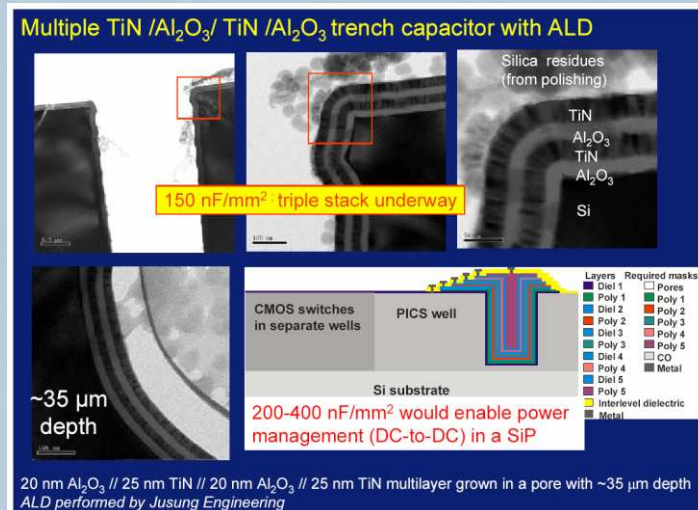 Multiple TiN /Al₂O₃/ TiN /Al₂O₃ trench capacitor with ALD
Silica residues
(from polishing)
TiN
Al₂O₃
TiN
Al₂O₃
Si
150 nF/mm²: triple stack underway
100 nm
~35 µm
depth
CMOS switches
in separate wells
PICS well
Si substrate
200-400 nF/mm² would enable power
management (DC-to-DC) in a SiP
Layers
Diel 1
Poly 1
Diel 2
Poly 2
Diel 3
Poly 3
Diel 4
Poly 4
Diel 5
Poly 5
Interlevel dielectric
Metal
Required masks
Pores
Poly 1
Poly 2
Poly 3
Poly 4
Poly 5
CO
Metal
20 nm Al₂O₃ // 25 nm TiN // 20 nm Al₂O₃ // 25 nm TiN multilayer grown in a pore with ~35 µm depth
ALD performed by Jusung Engineering